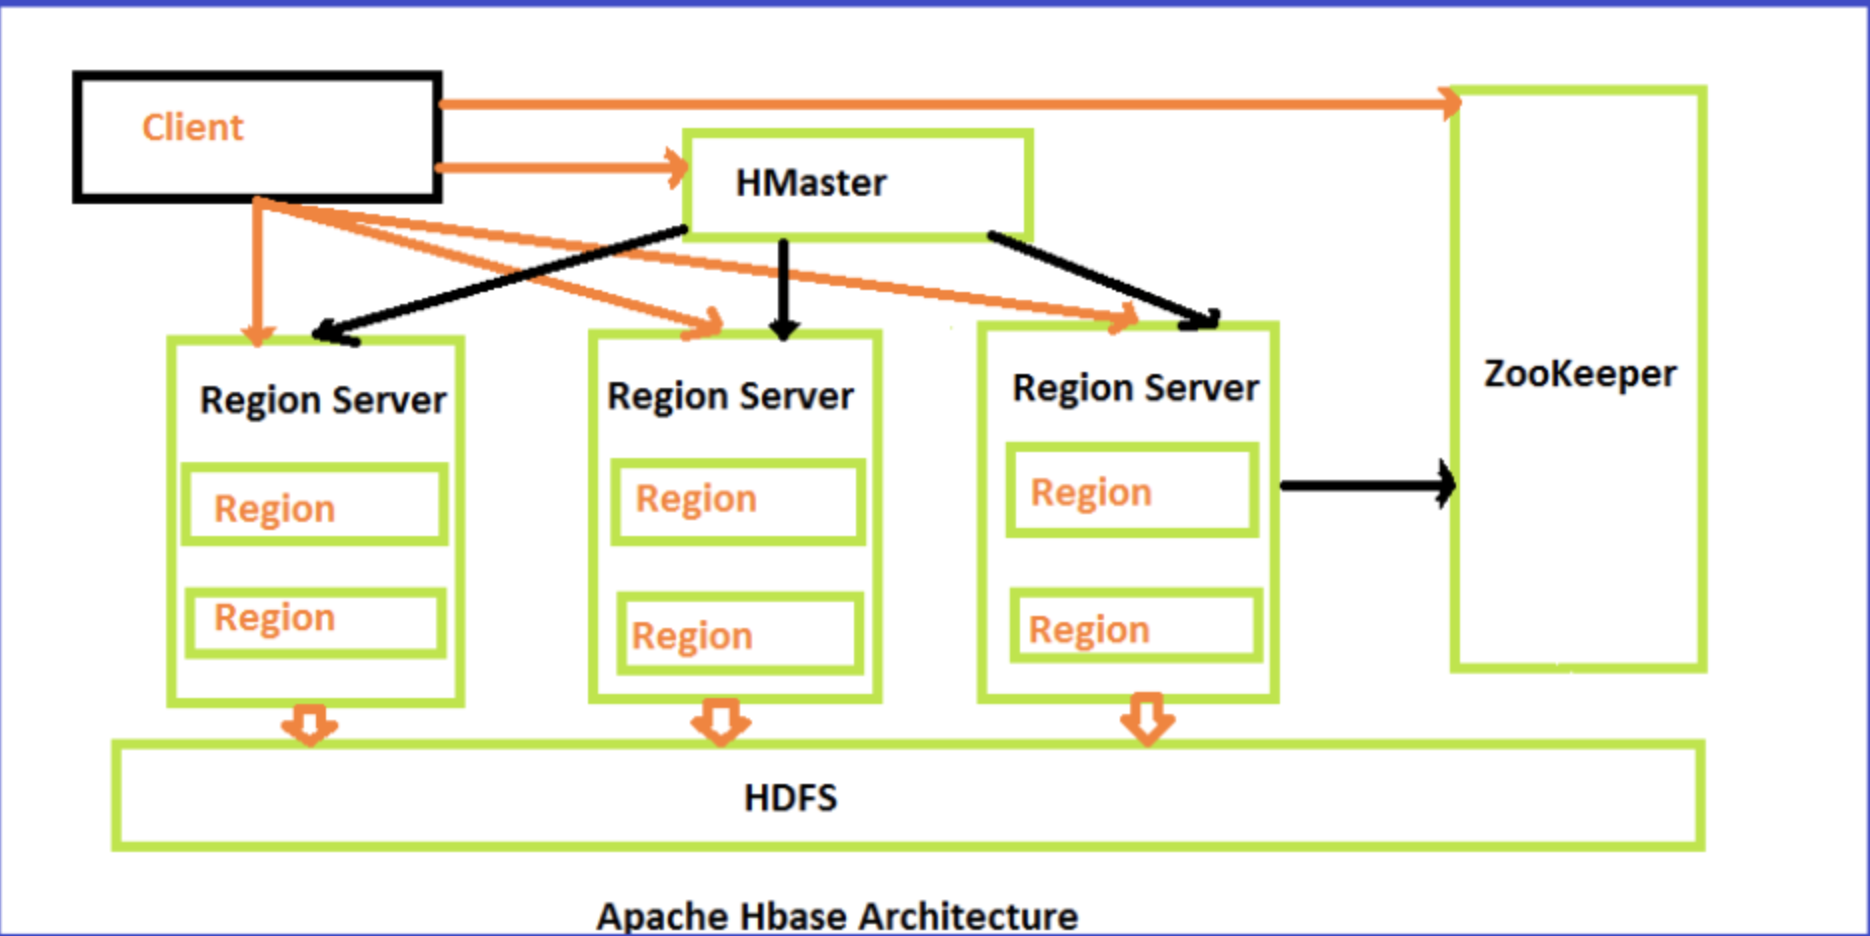 Client
HMaster
ZooKeeper
Region Server
Region
Region
Region Server
Region
Region
Region Server
Region
Region
HDFS
Apache Hbase Architecture